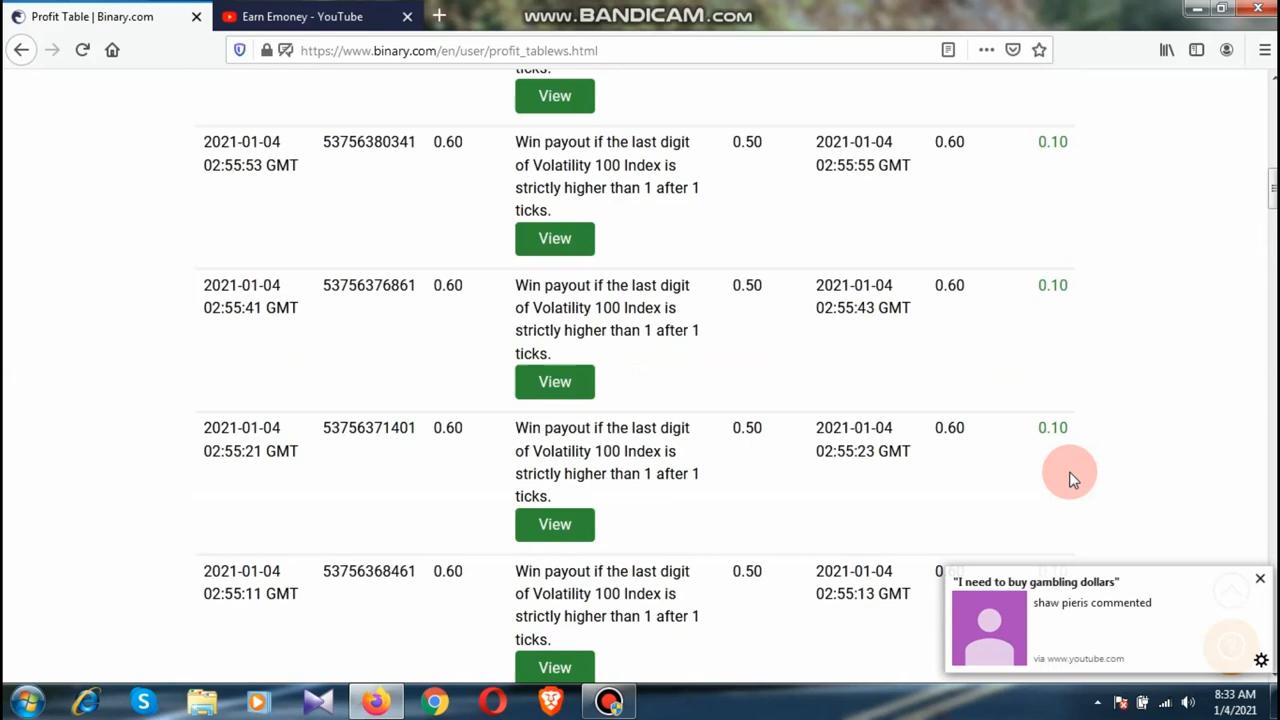 Profit Table | Binary.com
Earn Emoney - YouTube
www.BANDICAM.com
https://www.binary.com/en/user/profit_tablews.html
ticks.
View
2021-01-04 53756380341 0.60 Win payout if the last digit 0.50 2021-01-04 0.60 0.10
02:55:53 GMT of Volatility 100 Index is 02:55:55 GMT
strictly higher than 1 after 1
ticks.
View
2021-01-04 53756376861 0.60 Win payout if the last digit 0.50 2021-01-04 0.60 0.10
02:55:41 GMT of Volatility 100 Index is 02:55:43 GMT
strictly higher than 1 after 1
ticks.
View
2021-01-04 53756371401 0.60 Win payout if the last digit 0.50 2021-01-04 0.60 0.10
02:55:21 GMT of Volatility 100 Index is 02:55:23 GMT
strictly higher than 1 after 1
ticks.
View
2021-01-04 53756368461 0.60 Win payout if the last digit 0.50 2021-01-04
02:55:11 GMT of Volatility 100 Index is 02:55:13 GMT
strictly higher than 1 after 1
ticks.
View
"I need to buy gambling dollars"
shaw pieris commented
via www.youtube.com
8:33 AM
1/4/2021